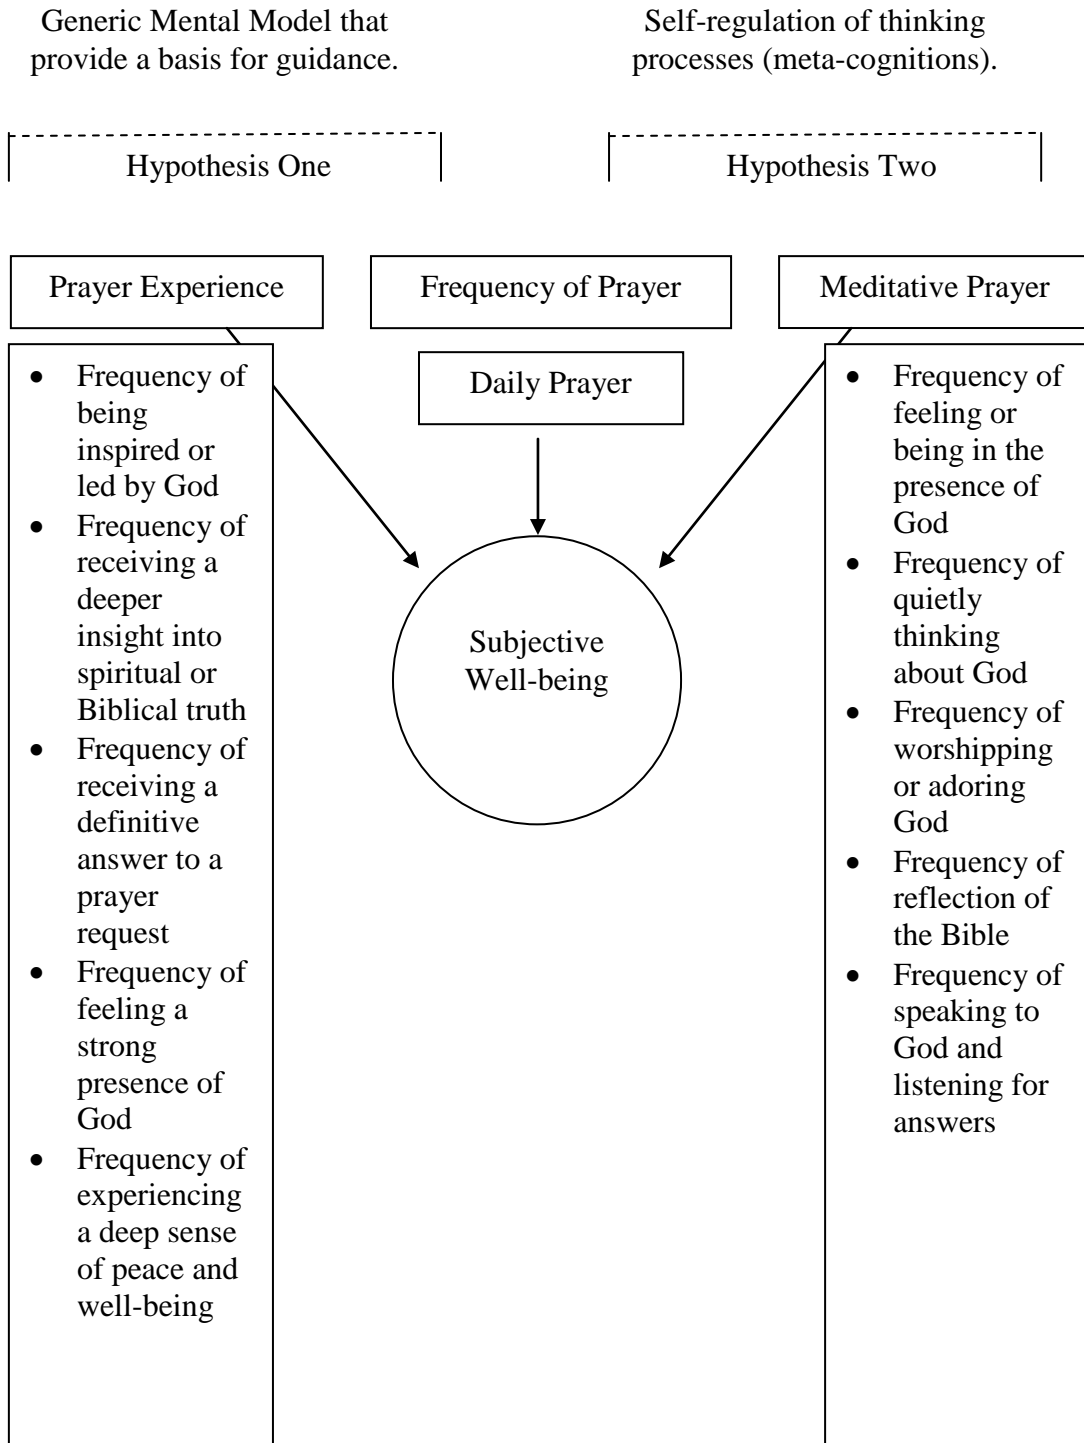 Generic Mental Model that
provide a basis for guidance.
Self-regulation of thinking
processes (meta-cognitions).
Hypothesis One
Hypothesis Two
Prayer Experience
Frequency of Prayer
Meditative Prayer
Daily Prayer
• Frequency of
being
inspired or
led by God
• Frequency of
receiving a
deeper
insight into
spiritual or
Biblical truth
• Frequency of
receiving a
definitive
answer to a
prayer
request
• Frequency of
feeling a
strong
presence of
God
• Frequency of
experiencing
a deep sense
of peace and
well-being
Subjective
Well-being
• Frequency of
feeling or
being in the
presence of
God
• Frequency of
quietly
thinking
about God
• Frequency of
worshipping
or adoring
God
• Frequency of
reflection of
the Bible
• Frequency of
speaking to
God and
listening for
answers